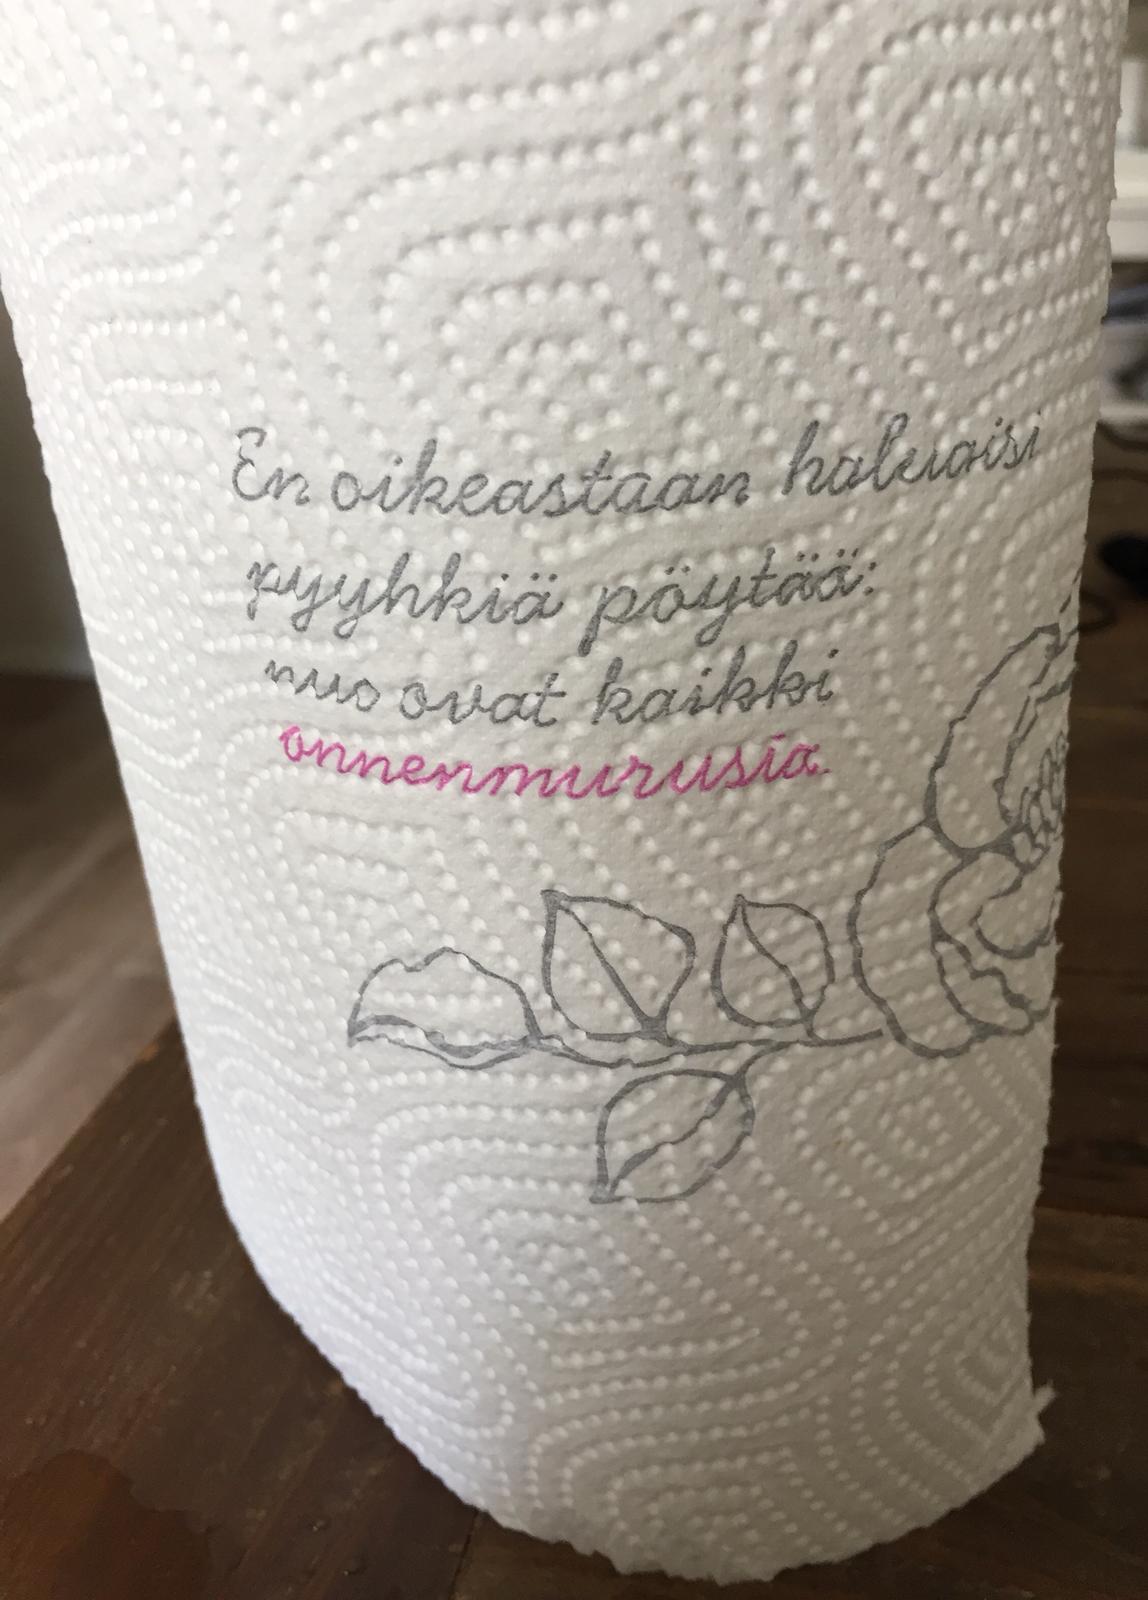 En oikeastaan haluaisi
pyyhkiä pöytää:
nuo ovat kaikki
onnenmurusia.